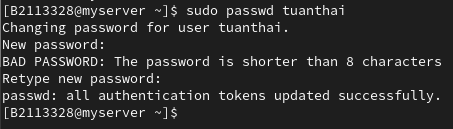 [B2113328@myserver ~]$ sudo passwd tuanthai
Changing password for user tuanthai.
New password:
BAD PASSWORD: The password is shorter than 8 characters
Retype new password:
passwd: all authentication tokens updated successfully.
[B2113328@myserver ~]$